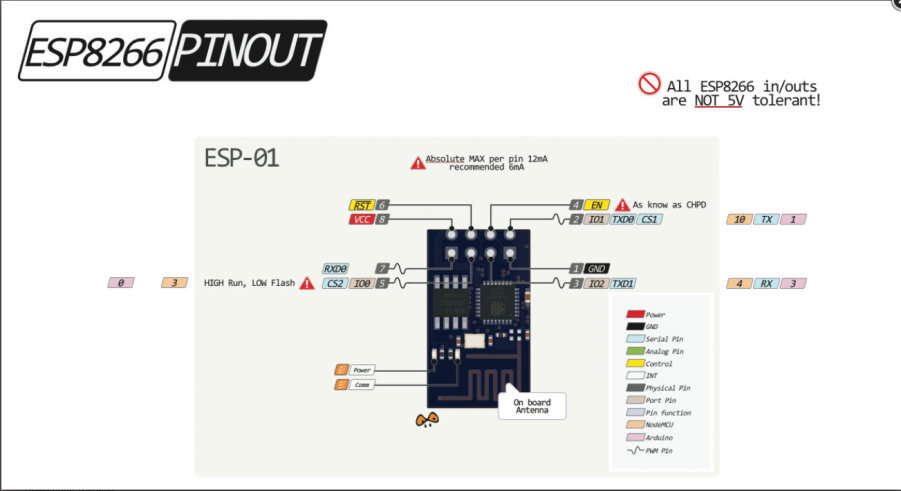 ESP8266 PINOUT
All ESP8266 in/outs
are NOT 5V tolerant!
ESP-01
Absolute MAX per pin 12mA
recommended 6mA
RST 6
VCC 8
4 EN As know as CHPD
2 IO1 TXD0 CS1 10 TX 1
RXD0 7
1 GND
0 3 HIGH Run, LOW Flash CS2 IO0 5
3 IO2 TXD1 4 RX 3
Power
Comm
On board
Antenna
Power
GND
Serial Pin
Analog Pin
Control
INT
Physical Pin
Port Pin
Pin function
NodeMCU
Arduino
PWM Pin